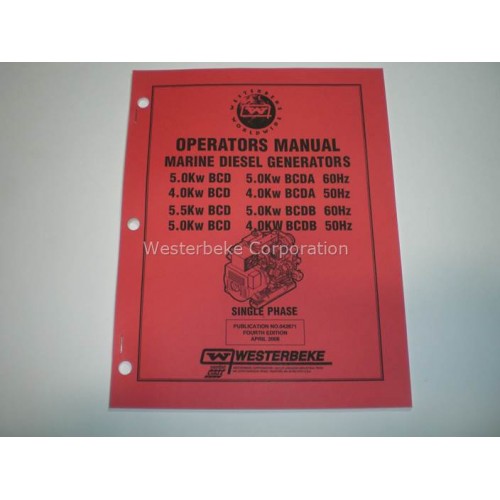 WESTERBEKE
WORLDWIDE
OPERATORS MANUAL
MARINE DIESEL GENERATORS
5.0Kw BCD 5.0Kw BCDA 60Hz
4.0Kw BCD 4.0Kw BCDA 50Hz
5.5Kw BCD 5.0Kw BCDB 60Hz
5.0Kw BCD 4.0KW BCDB 50Hz
Westerbeke Corporation
SINGLE PHASE
FOURTH EDITION
WESTERBEKE